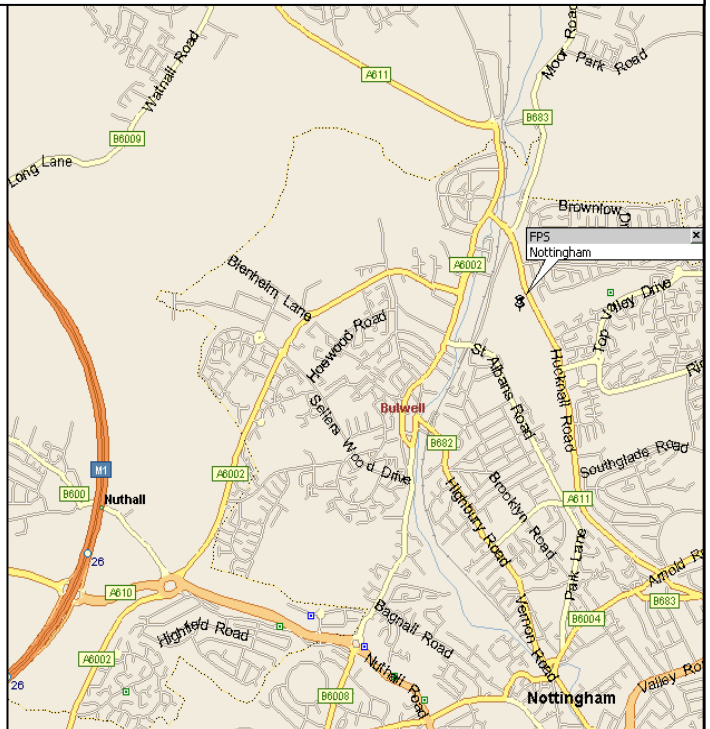 Moor Road
Park Road
Watnall Road
A611
B683
B6009
Long Lane
Brownlow Dr
FPS
Nottingham
A6002
Blenheim Lane
Top Valley Drive
Hoewood Road
St Albans Road
Hucknall Road
Ri
Bulwell
Sellers Wood Drive
B682
Southglade Road
M1
A6002
Highbury Road
Brooklyn Road
B600
Nuthall
A611
26
Park Lane
Arnold R
A610
B683
Highfield Road
Bagnall Road
Vernon Road
B6004
A6002
Nuthall Road
Valley Ro
26
B6008
Nottingham